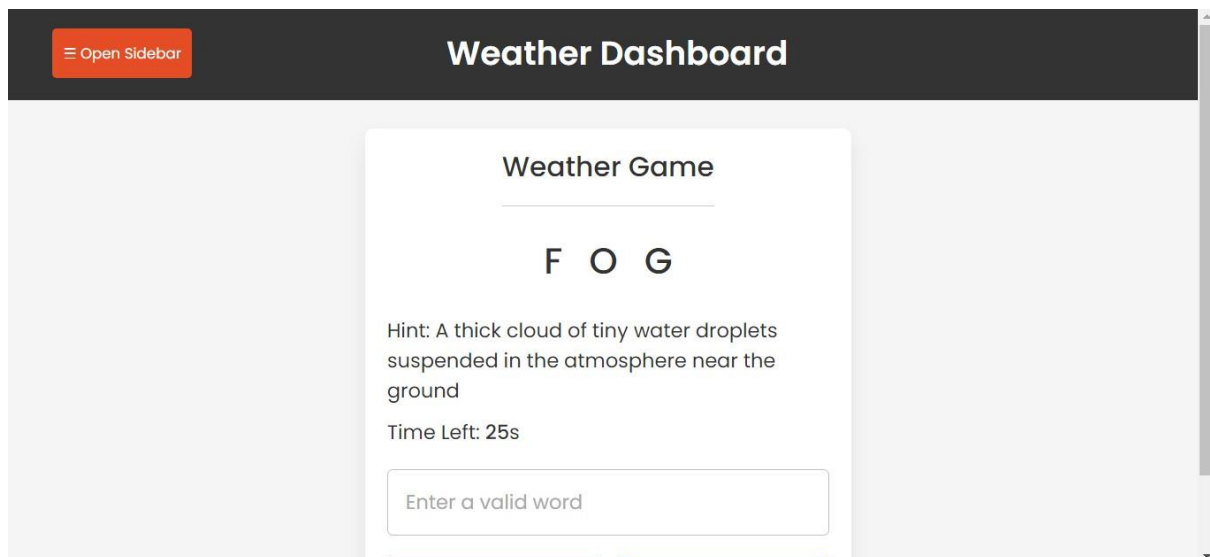 ☰ Open Sidebar
Weather Dashboard
Weather Game
F O G
Hint: A thick cloud of tiny water droplets
suspended in the atmosphere near the
ground
Time Left: 25s
Enter a valid word